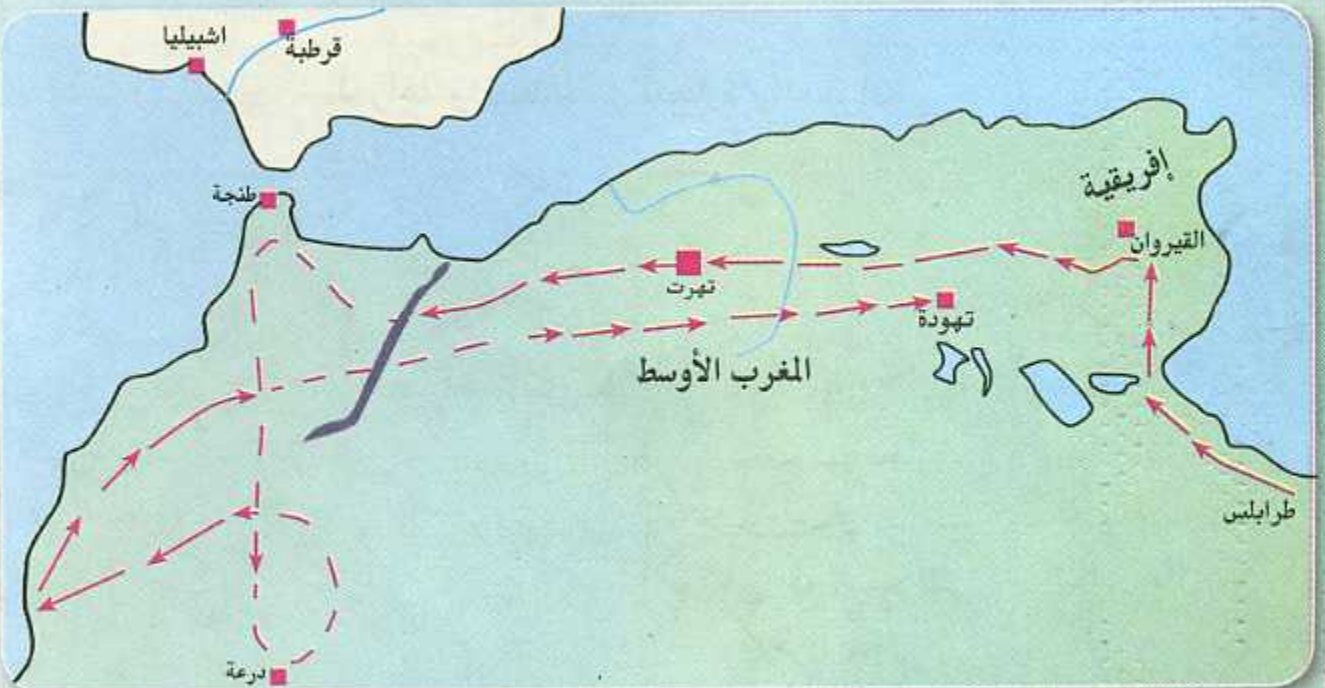 قرطبة
اشبيليا
طنجة
إفريقية
القيروان
تهرت
تهودة
المغرب الأوسط
طرابلس
درعة